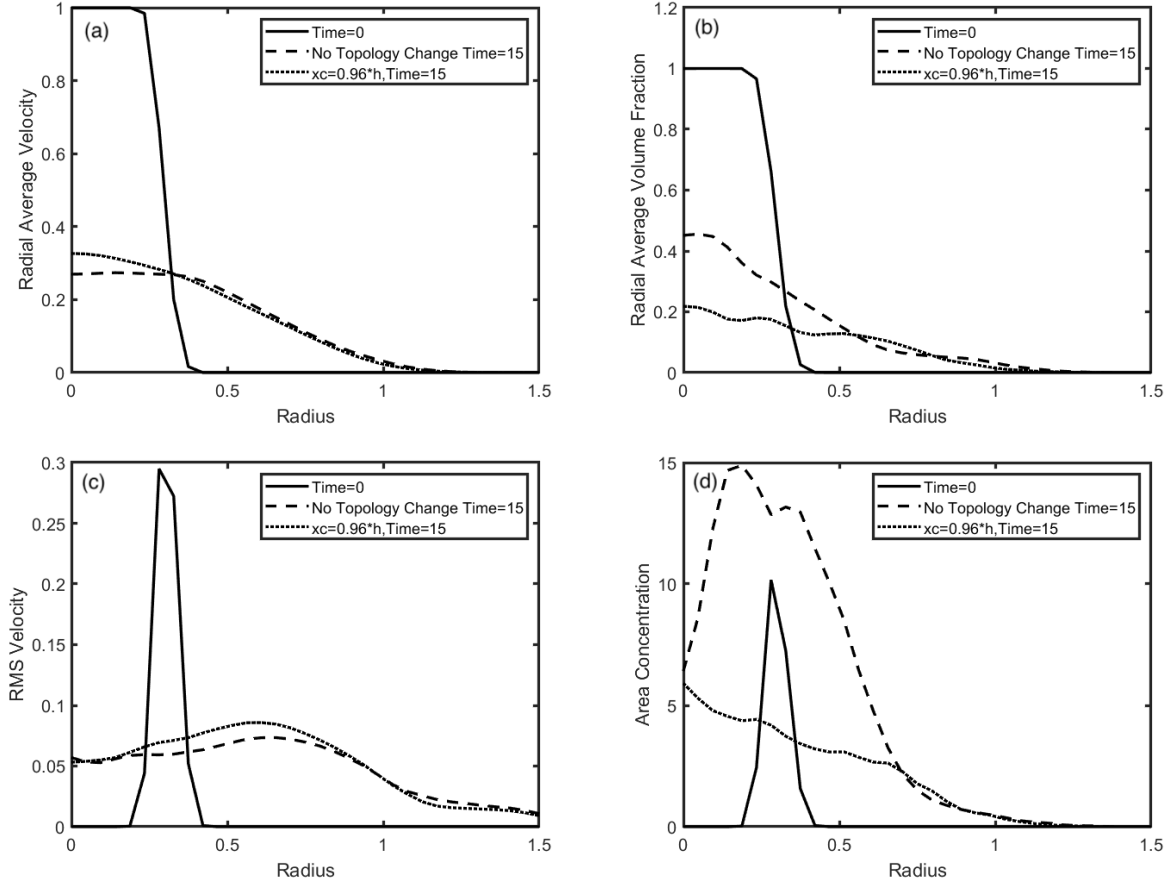 (a)
Time=0
No Topology Change Time=15
xc=0.96*h,Time=15
Radial Average Velocity
1
0.8
0.6
0.4
0.2
0
0 0.5 1 1.5
Radius
(b)
Time=0
No Topology Change Time=15
xc=0.96*h,Time=15
Radial Average Volume Fraction
1.2
1
0.8
0.6
0.4
0.2
0
0 0.5 1 1.5
Radius
(c)
Time=0
No Topology Change Time=15
xc=0.96*h,Time=15
RMS Velocity
0.3
0.25
0.2
0.15
0.1
0.05
0
0 0.5 1 1.5
Radius
(d)
Time=0
No Topology Change Time=15
xc=0.96*h,Time=15
Area Concentration
15
10
5
0
0 0.5 1 1.5
Radius